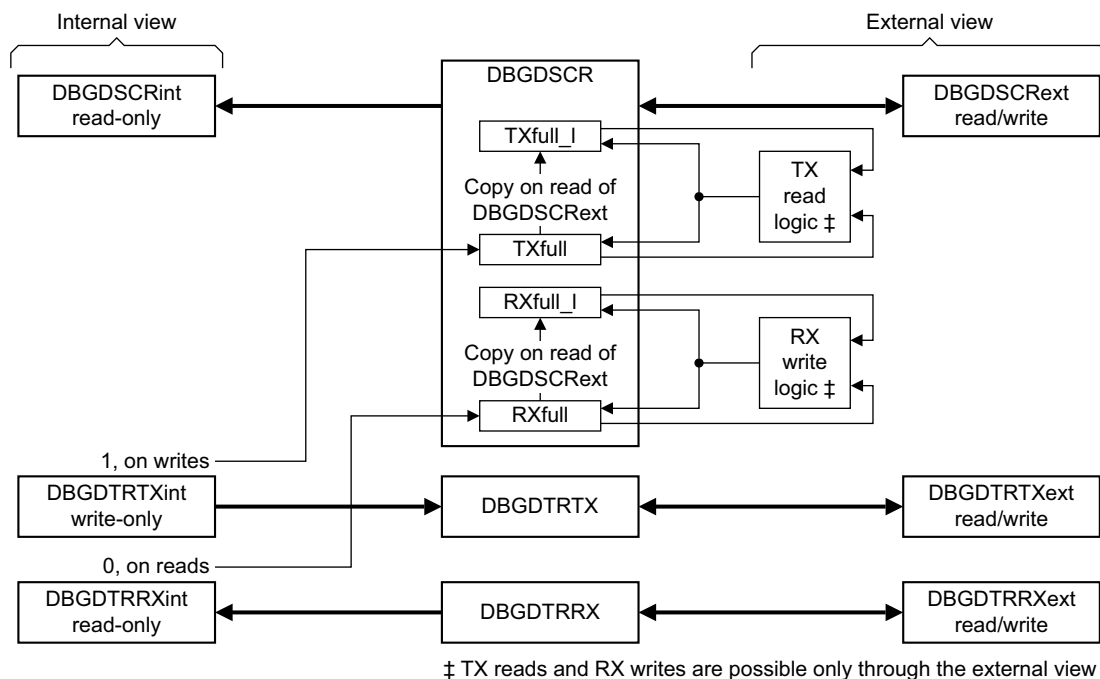 Internal view
External view
DBGDSCRint
read-only
DBGDSCR
DBGDSCRext
read/write
TXfull_l
Copy on read of
DBGDSCRext
TXfull
TX
read
logic ‡
RXfull_l
Copy on read of
DBGDSCRext
RXfull
RX
write
logic ‡
1, on writes
DBGDTRTXint
write-only
DBGDTRTX
DBGDTRTXext
read/write
0, on reads
DBGDTRRXint
read-only
DBGDTRRX
DBGDTRRXext
read/write
‡ TX reads and RX writes are possible only through the external view